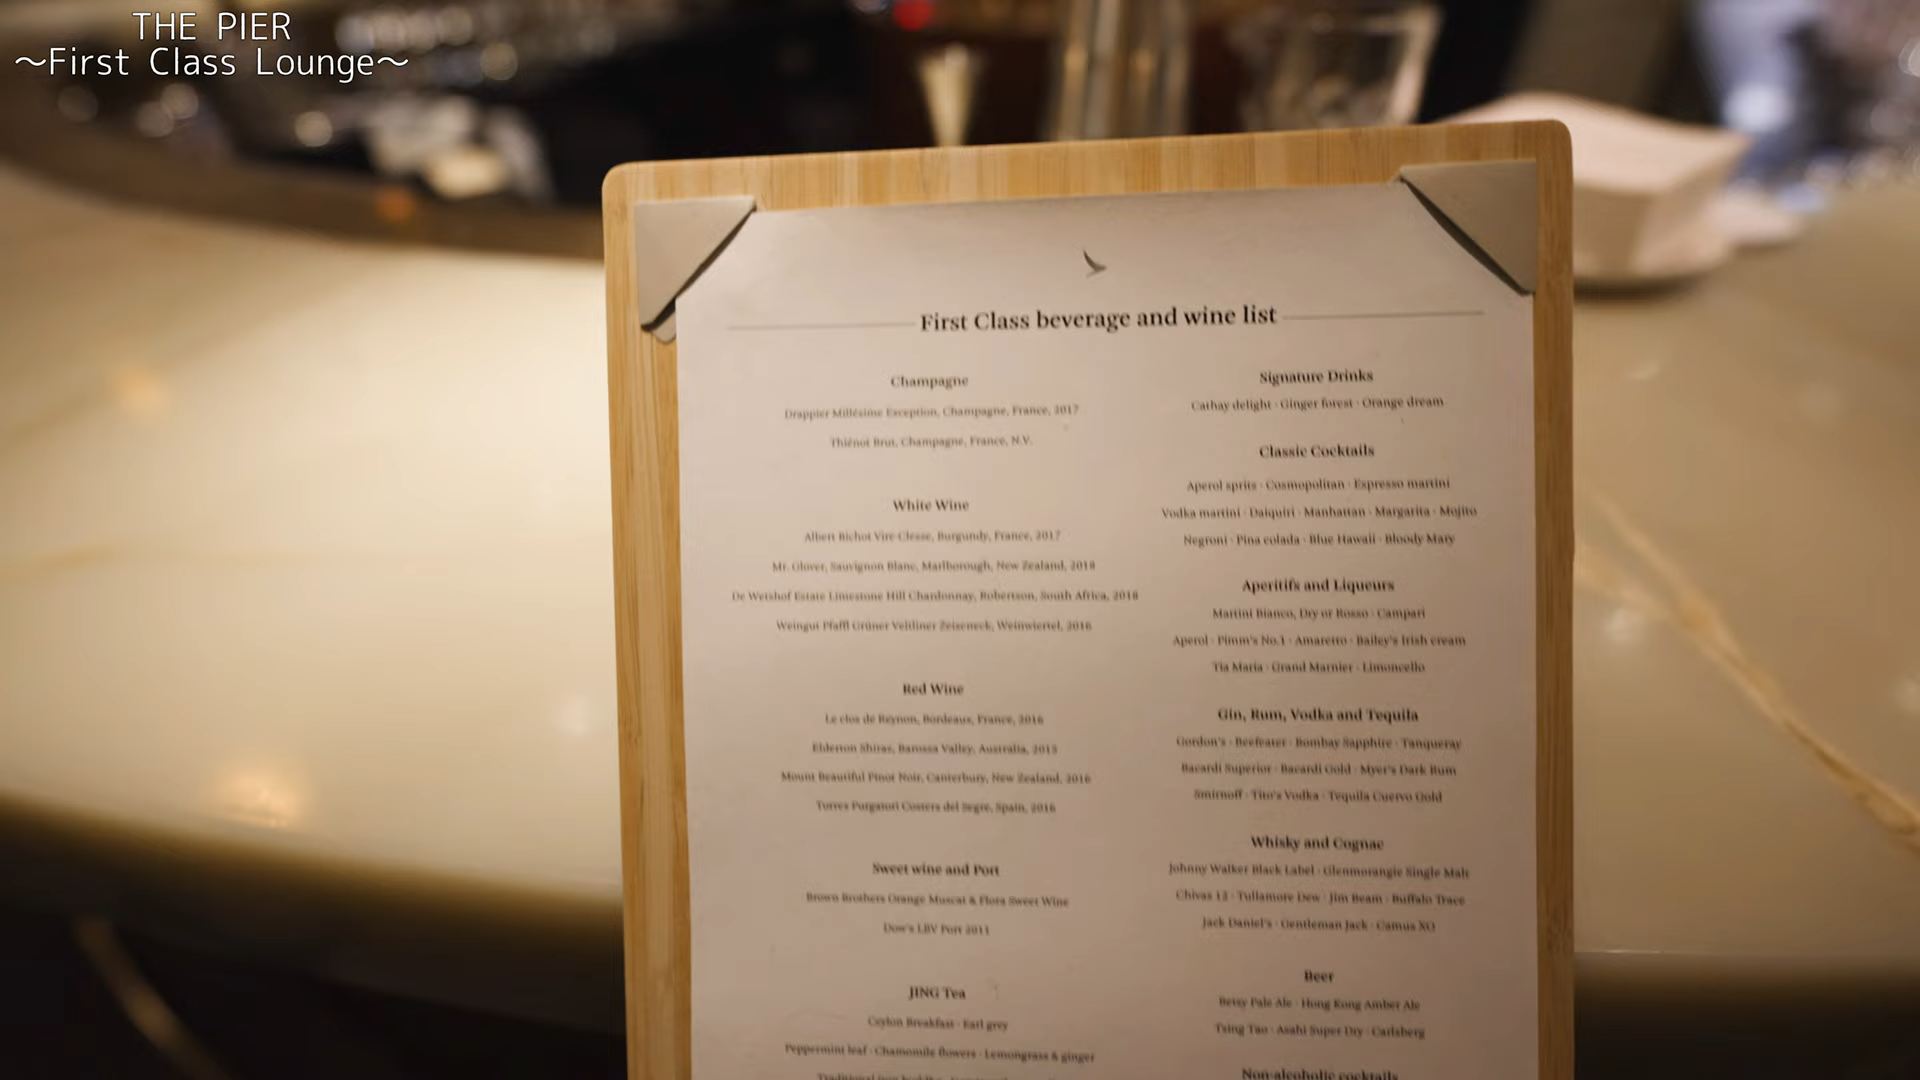 THE PIER
～First Class Lounge～
First Class beverage and wine list
Champagne
Drappier Millésime Exception, Champagne, France, 2017
Thiénot Brut, Champagne, France, N.V.
White Wine
Albert Bichot Viré-Clessé, Burgundy, France, 2017
Mr. Glover, Sauvignon Blanc, Marlborough, New Zealand, 2018
De Wetshof Estate Limestone Hill Chardonnay, Robertson, South Africa, 2018
Weingut Pfaffl Grüner Veltliner Zeiseneck, Weinviertel, 2016
Red Wine
Le clos de Reynon, Bordeaux, France, 2016
Elderton Shiraz, Barossa Valley, Australia, 2015
Mount Beautiful Pinot Noir, Canterbury, New Zealand, 2016
Torres Purgatori Costers del Segre, Spain, 2016
Sweet wine and Port
Brown Brothers Orange Muscat & Flora Sweet Wine
Dow's LBV Port 2011
JING Tea
Ceylon Breakfast · Earl grey
Peppermint leaf · Chamomile flowers · Lemongrass & ginger
Signature Drinks
Cathay delight · Ginger forest · Orange dream
Classic Cocktails
Aperol sprits · Cosmopolitan · Espresso martini
Vodka martini · Daiquiri · Manhattan · Margarita · Mojito
Negroni · Pina colada · Blue Hawaii · Bloody Mary
Aperitifs and Liqueurs
Martini Bianco, Dry or Rosso · Campari
Aperol · Pimm's No.1 · Amaretto · Bailey's Irish cream
Tia Maria · Grand Marnier · Limoncello
Gin, Rum, Vodka and Tequila
Gordon's · Beefeater · Bombay Sapphire · Tanqueray
Bacardi Superior · Bacardi Gold · Myer's Dark Rum
Smirnoff · Tito's Vodka · Tequila Cuervo Gold
Whisky and Cognac
Johnny Walker Black Label · Glenmorangie Single Malt
Chivas 12 · Tullamore Dew · Jim Beam · Buffalo Trace
Jack Daniel's · Gentleman Jack · Camus XO
Beer
Betsy Pale Ale · Hong Kong Amber Ale
Tsing Tao · Asahi Super Dry · Carlsberg
Non-alcoholic cocktails